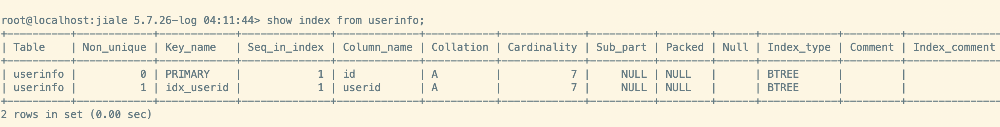 root@localhost:jiale 5.7.26-log 04:11:44> show index from userinfo;
+----------+------------+------------+--------------+-------------+-----------+-------------+----------+--------+------+------------+---------+---------------
| Table    | Non_unique | Key_name   | Seq_in_index | Column_name | Collation | Cardinality | Sub_part | Packed | Null | Index_type | Comment | Index_comment
+----------+------------+------------+--------------+-------------+-----------+-------------+----------+--------+------+------------+---------+---------------
| userinfo |          0 | PRIMARY    |            1 | id          | A         |           7 |     NULL | NULL   |      | BTREE      |         |
| userinfo |          1 | idx_userid |            1 | userid      | A         |           7 |     NULL | NULL   |      | BTREE      |         |
+----------+------------+------------+--------------+-------------+-----------+-------------+----------+--------+------+------------+---------+---------------
2 rows in set (0.00 sec)